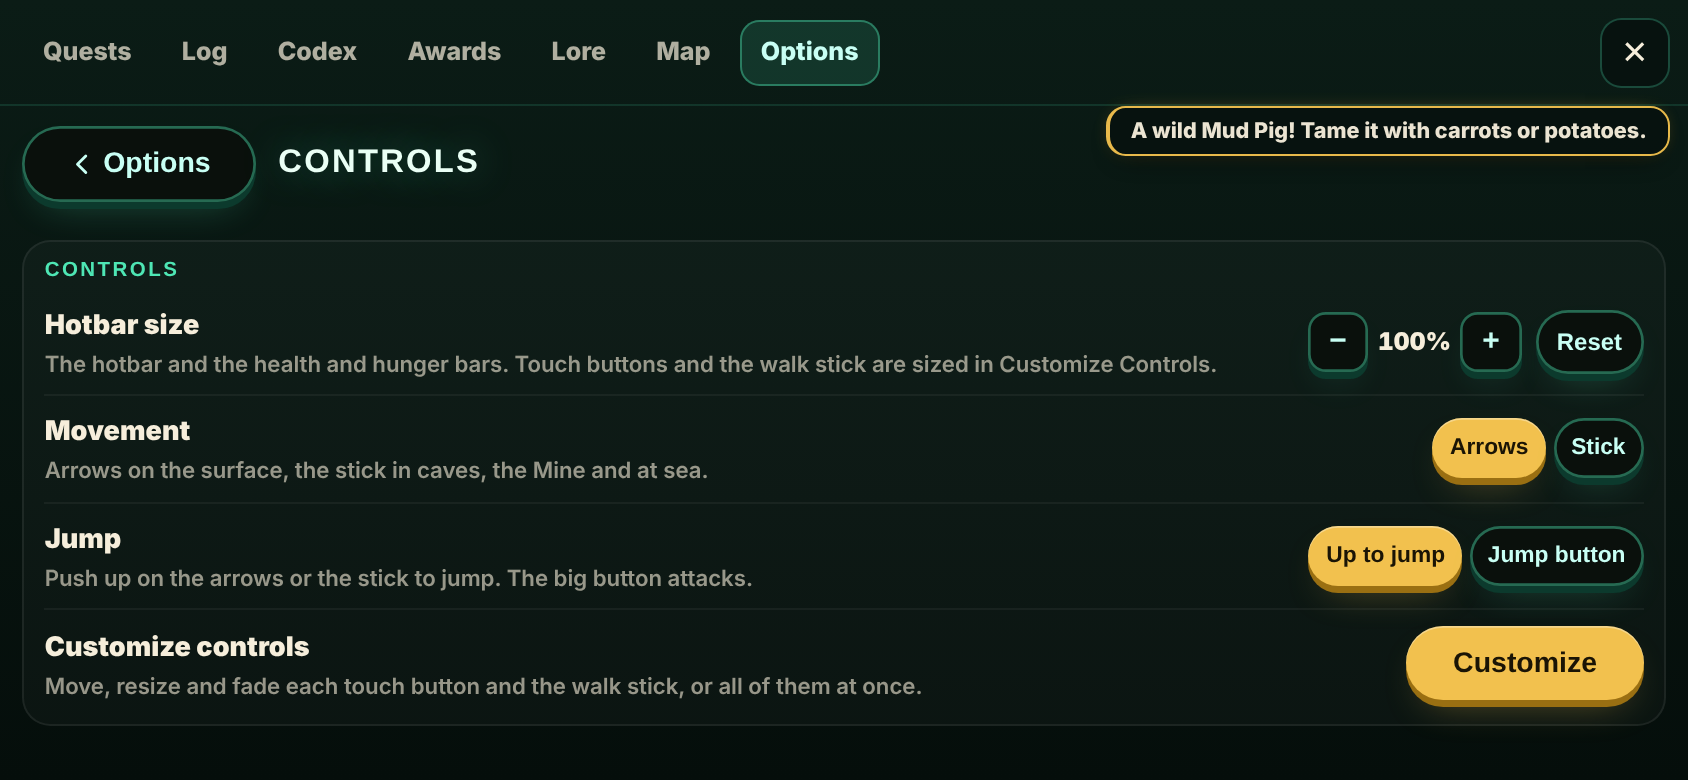 Quests Log Codex Awards Lore Map Options ✕
A wild Mud Pig! Tame it with carrots or potatoes.
‹ Options CONTROLS
CONTROLS
Hotbar size
The hotbar and the health and hunger bars. Touch buttons and the walk stick are sized in Customize Controls.
− 100% + Reset
Movement
Arrows on the surface, the stick in caves, the Mine and at sea.
Arrows Stick
Jump
Push up on the arrows or the stick to jump. The big button attacks.
Up to jump Jump button
Customize controls
Move, resize and fade each touch button and the walk stick, or all of them at once.
Customize